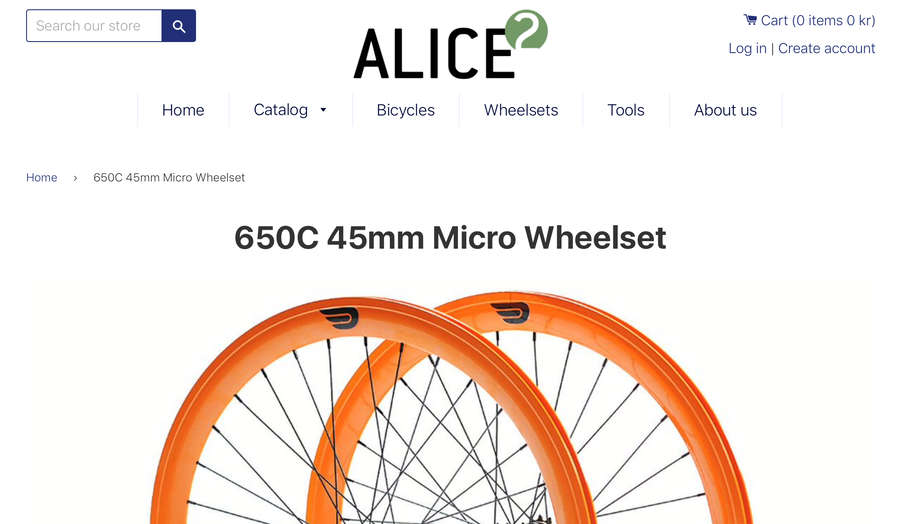 Search our store
ALICE 2
Cart (0 items 0 kr)
Log in | Create account
Home
Catalog
Bicycles
Wheelsets
Tools
About us
Home › 650C 45mm Micro Wheelset
650C 45mm Micro Wheelset